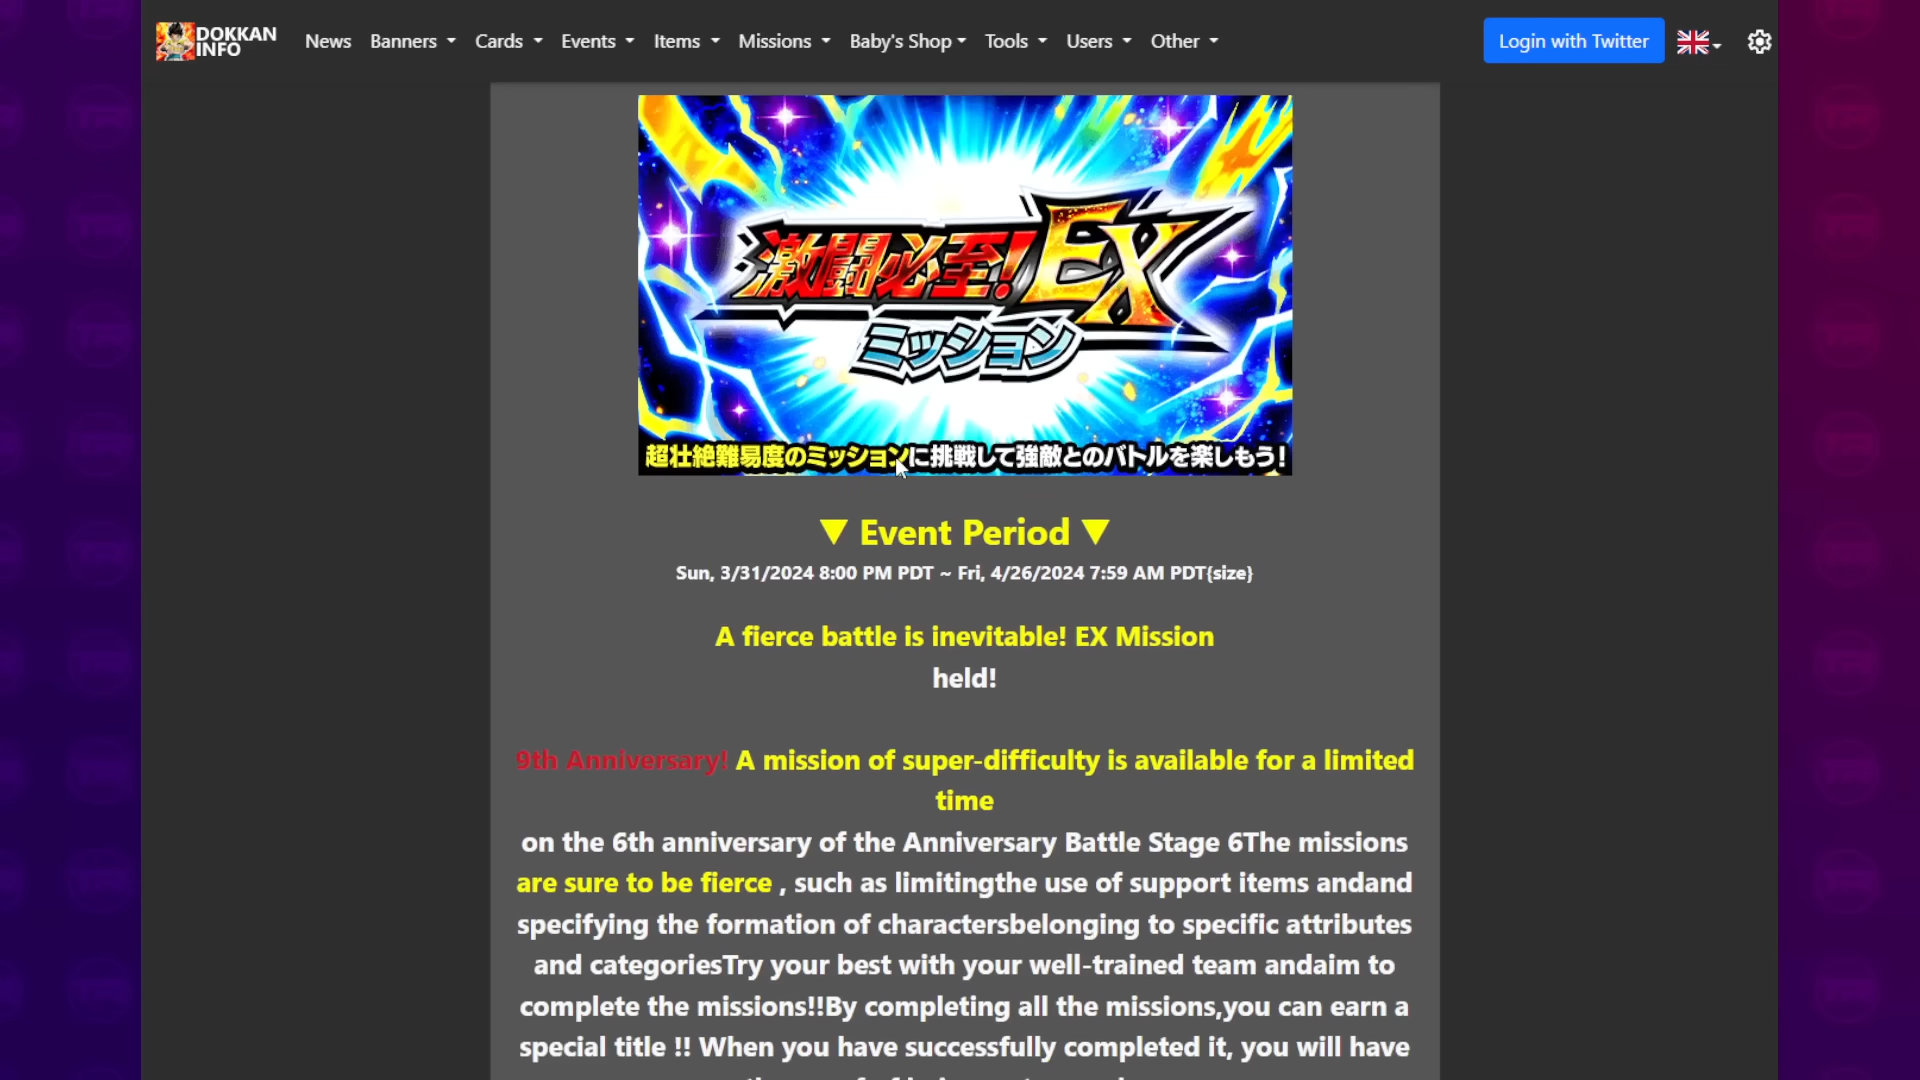 DOKKAN
INFO
News
Banners
Cards
Events
Items
Missions
Baby's Shop
Tools
Users
Other
Login with Twitter
激闘必至!EX
ミッション
超壮絶難易度のミッションに挑戦して強敵とのバトルを楽しもう!
▼ Event Period ▼
Sun, 3/31/2024 8:00 PM PDT ~ Fri, 4/26/2024 7:59 AM PDT{size}
A fierce battle is inevitable! EX Mission
held!
9th Anniversary! A mission of super-difficulty is available for a limited
time
on the 6th anniversary of the Anniversary Battle Stage 6The missions
are sure to be fierce , such as limitingthe use of support items andand
specifying the formation of charactersbelonging to specific attributes
and categoriesTry your best with your well-trained team andaim to
complete the missions!!By completing all the missions,you can earn a
special title !! When you have successfully completed it, you will have